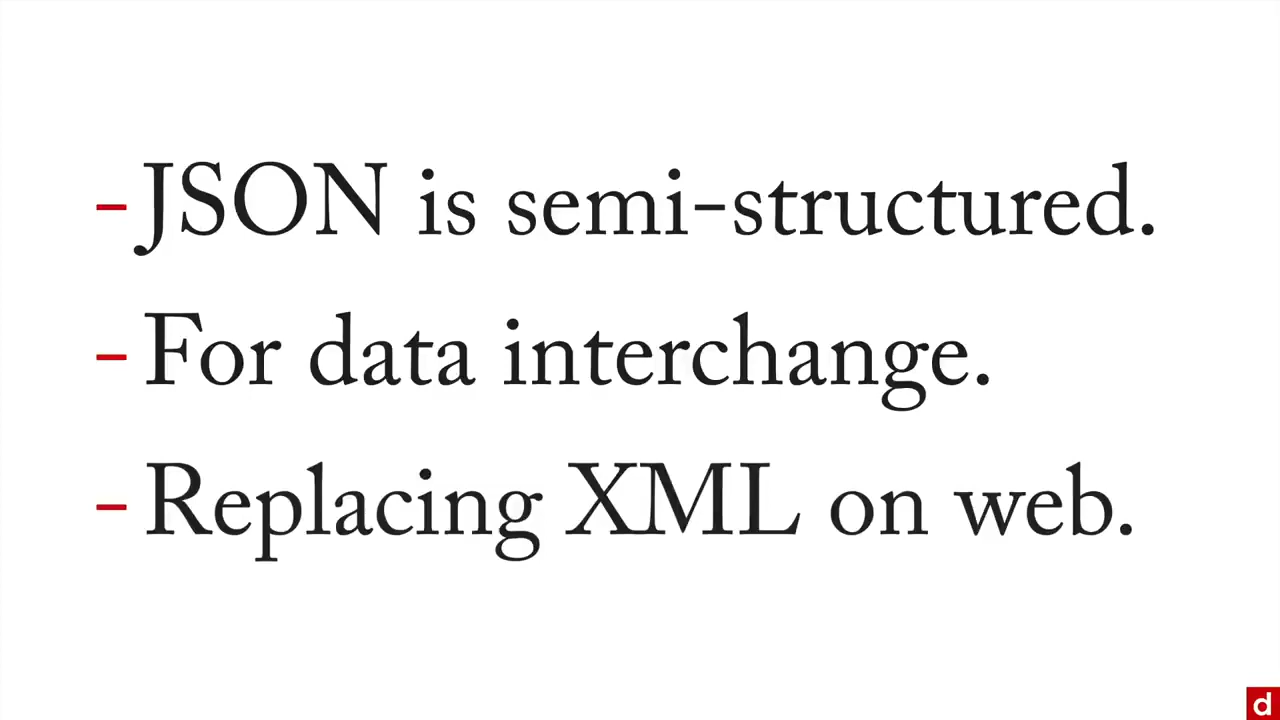 - JSON is semi-structured.
- For data interchange.
- Replacing XML on web.
d